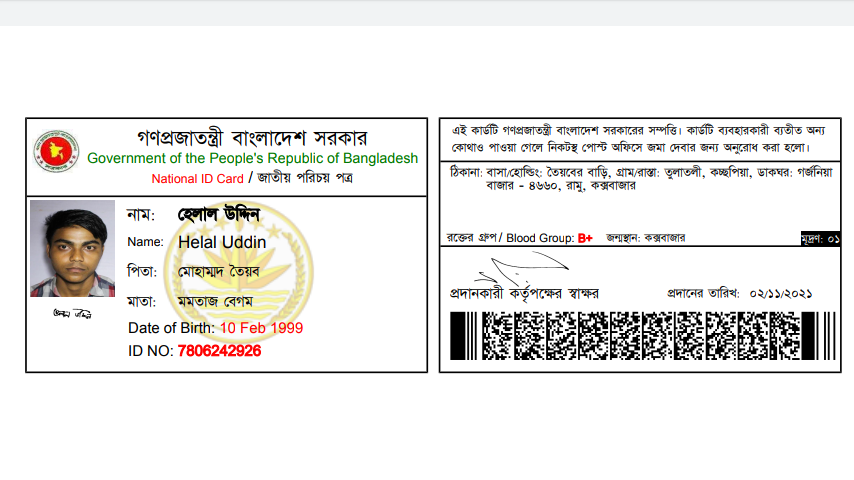 গণপ্রজাতন্ত্রী বাংলাদেশ সরকার
Government of the People's Republic of Bangladesh
National ID Card / জাতীয় পরিচয় পত্র
নাম: হেলাল উদ্দিন
Name: Helal Uddin
পিতা: মোহাম্মদ তৈয়ব
মাতা: মমতাজ বেগম
Date of Birth: 10 Feb 1999
ID NO: 7806242926
হেলাল উদ্দিন
এই কার্ডটি গণপ্রজাতন্ত্রী বাংলাদেশ সরকারের সম্পত্তি। কার্ডটি ব্যবহারকারী ব্যতীত অন্য
কোথাও পাওয়া গেলে নিকটস্থ পোস্ট অফিসে জমা দেবার জন্য অনুরোধ করা হলো।
ঠিকানা: বাসা/হোল্ডিং: তৈয়বের বাড়ি, গ্রাম/রাস্তা: তুলাতলী, কচ্ছপিয়া, ডাকঘর: গর্জনিয়া
বাজার - ৪৬৬০, রামু, কক্সবাজার
রক্তের গ্রুপ / Blood Group: B+ জন্মস্থান: কক্সবাজার মূদ্রণ: ০১
প্রদানকারী কর্তৃপক্ষের স্বাক্ষর প্রদানের তারিখ: ০২/১১/২০২১